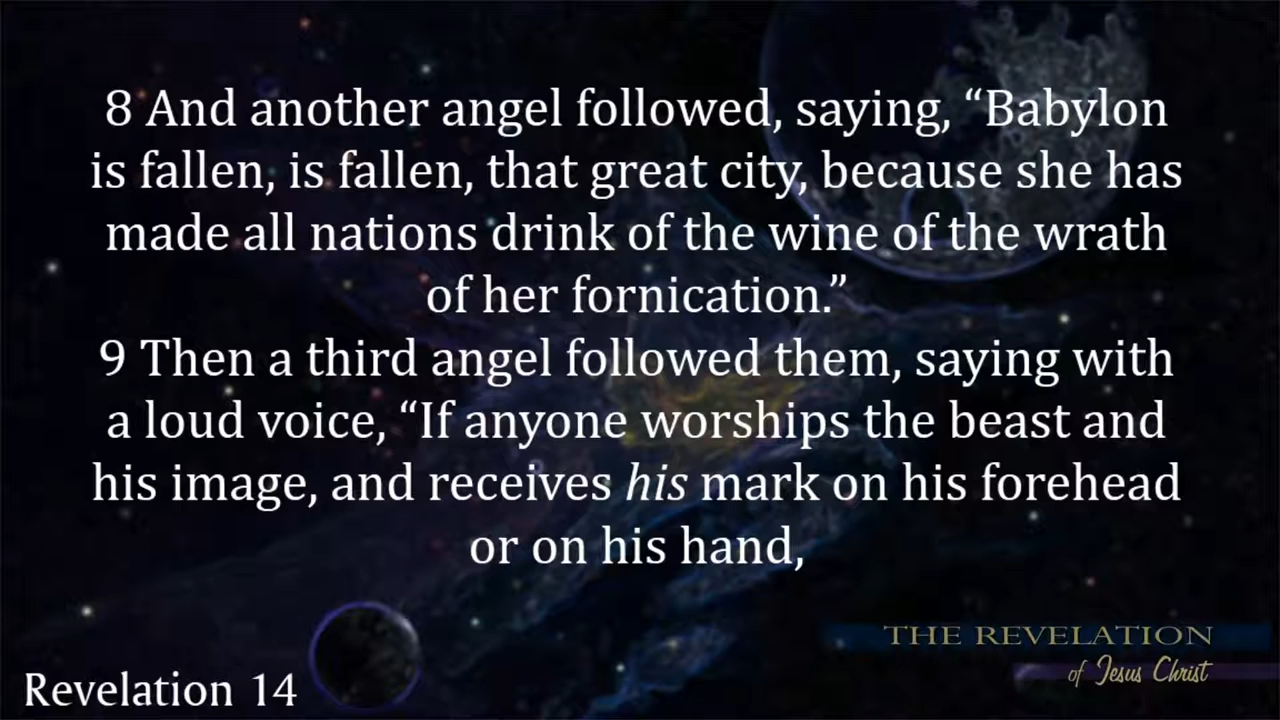 8 And another angel followed, saying, “Babylon
is fallen, is fallen, that great city, because she has
made all nations drink of the wine of the wrath
of her fornication.”
9 Then a third angel followed them, saying with
a loud voice, “If anyone worships the beast and
his image, and receives his mark on his forehead
or on his hand,
THE REVELATION
of Jesus Christ
Revelation 14